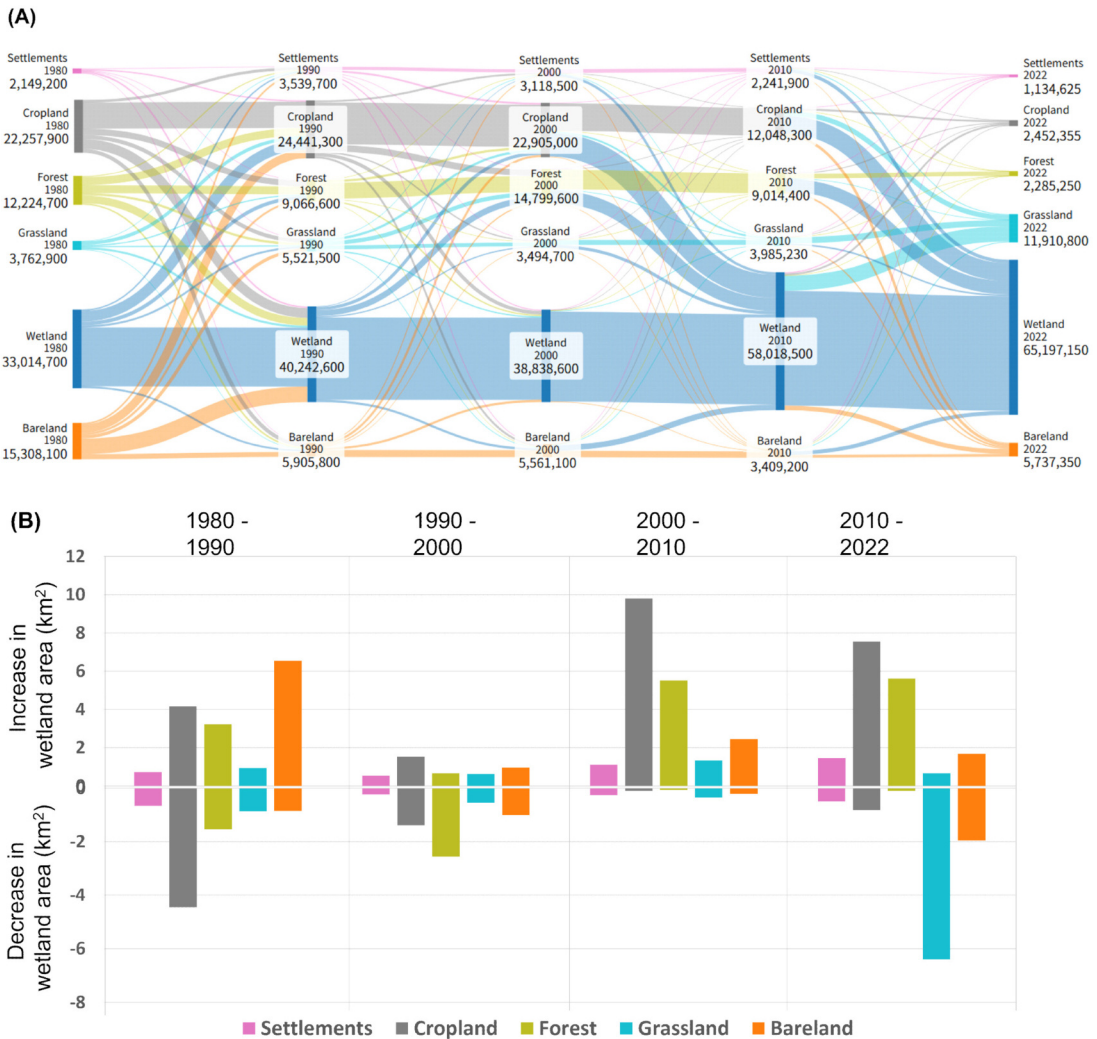 (A)
Settlements
1980
2,149,200
Cropland
1980
22,257,900
Forest
1980
12,224,700
Grassland
1980
3,762,900
Wetland
1980
33,014,700
Bareland
1980
15,308,100
Settlements
1990
3,539,700
Cropland
1990
24,441,300
Forest
1990
9,066,600
Grassland
1990
5,521,500
Wetland
1990
40,242,600
Bareland
1990
5,905,800
Settlements
2000
3,118,500
Cropland
2000
22,905,000
Forest
2000
14,799,600
Grassland
2000
3,494,700
Wetland
2000
38,838,600
Bareland
2000
5,561,100
Settlements
2010
2,241,900
Cropland
2010
12,048,300
Forest
2010
9,014,400
Grassland
2010
3,985,230
Wetland
2010
58,018,500
Bareland
2010
3,409,200
Settlements
2022
1,134,625
Cropland
2022
2,452,355
Forest
2022
2,285,250
Grassland
2022
11,910,800
Wetland
2022
65,197,150
Bareland
2022
5,737,350
(B)
1980 -
1990
1990 -
2000
2000 -
2010
2010 -
2022
Increase in
wetland area (km²)
Decrease in
wetland area (km²)
12
10
8
6
4
2
0
0
-2
-4
-6
-8
Settlements Cropland Forest Grassland Bareland